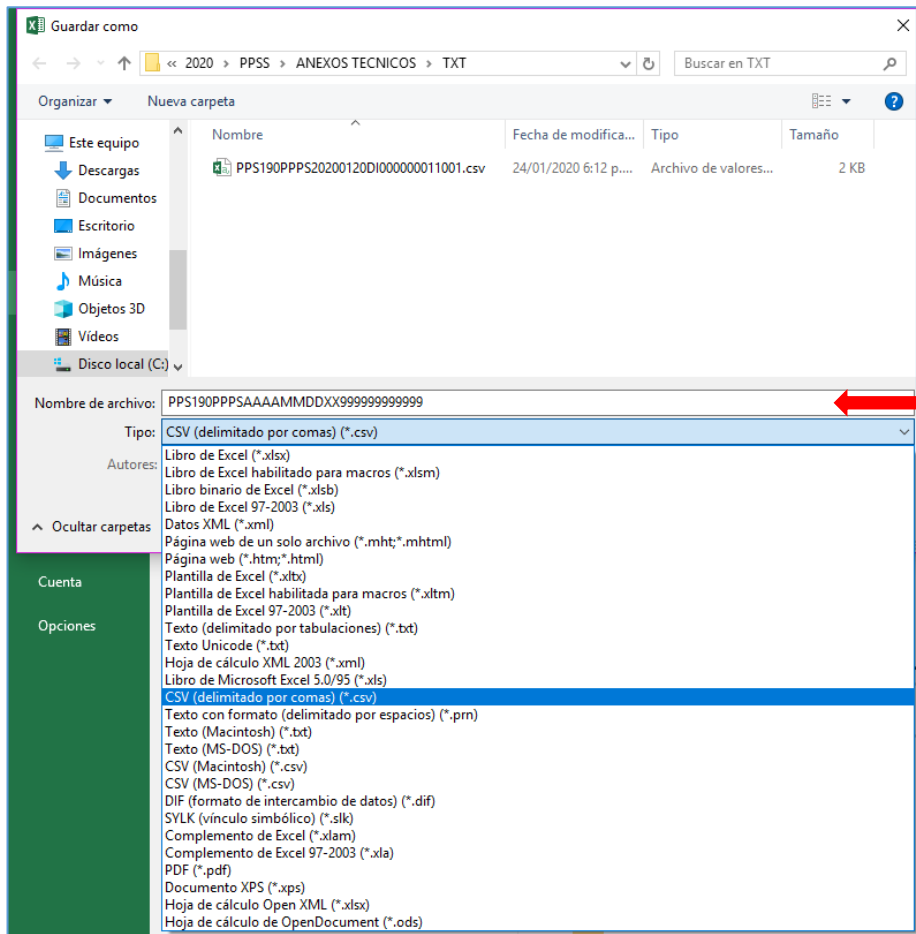 Guardar como
« 2020 › PPSS › ANEXOS TECNICOS › TXT
Buscar en TXT
Organizar Nueva carpeta
Nombre Fecha de modifica... Tipo Tamaño
PPS190PPPS20200120DI000000011001.csv 24/01/2020 6:12 p.... Archivo de valores... 2 KB
Este equipo
Descargas
Documentos
Escritorio
Imágenes
Música
Objetos 3D
Vídeos
Disco local (C:)
Nombre de archivo: PPS190PPPSAAAAMMDDXX999999999999
Tipo: CSV (delimitado por comas) (*.csv)
Autores:
Libro de Excel (*.xlsx)
Libro de Excel habilitado para macros (*.xlsm)
Libro binario de Excel (*.xlsb)
Libro de Excel 97-2003 (*.xls)
Datos XML (*.xml)
Página web de un solo archivo (*.mht;*.mhtml)
Página web (*.htm;*.html)
Plantilla de Excel (*.xltx)
Plantilla de Excel habilitada para macros (*.xltm)
Plantilla de Excel 97-2003 (*.xlt)
Texto (delimitado por tabulaciones) (*.txt)
Texto Unicode (*.txt)
Hoja de cálculo XML 2003 (*.xml)
Libro de Microsoft Excel 5.0/95 (*.xls)
CSV (delimitado por comas) (*.csv)
Texto con formato (delimitado por espacios) (*.prn)
Texto (Macintosh) (*.txt)
Texto (MS-DOS) (*.txt)
CSV (Macintosh) (*.csv)
CSV (MS-DOS) (*.csv)
DIF (formato de intercambio de datos) (*.dif)
SYLK (vínculo simbólico) (*.slk)
Complemento de Excel (*.xlam)
Complemento de Excel 97-2003 (*.xla)
PDF (*.pdf)
Documento XPS (*.xps)
Hoja de cálculo Open XML (*.xlsx)
Hoja de cálculo de OpenDocument (*.ods)
Ocultar carpetas
Cuenta
Opciones